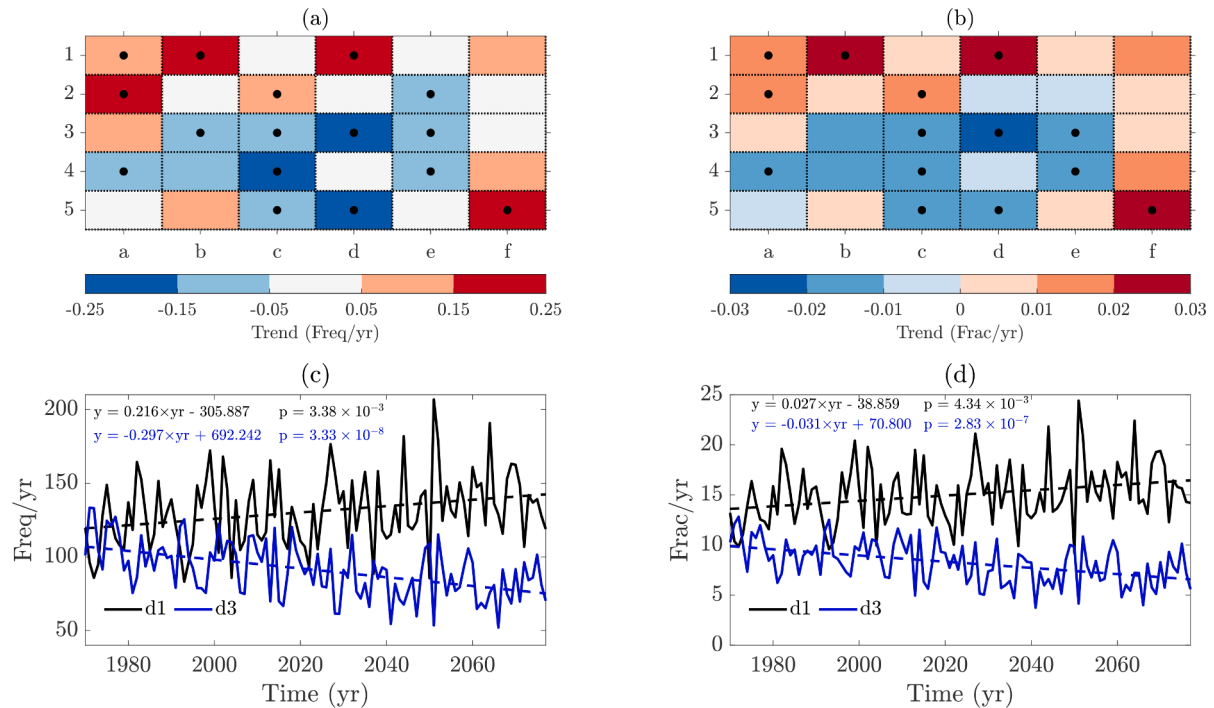 (a)
1
2
3
4
5
a b c d e f
-0.25 -0.15 -0.05 0.05 0.15 0.25
Trend (Freq/yr)
(b)
1
2
3
4
5
a b c d e f
-0.03 -0.02 -0.01 0 0.01 0.02 0.03
Trend (Frac/yr)
(c)
y = 0.216×yr - 305.887 p = 3.38 × 10⁻³
y = -0.297×yr + 692.242 p = 3.33 × 10⁻⁸
200
150
100
50
Freq/yr
d1 d3
1980 2000 2020 2040 2060
Time (yr)
(d)
y = 0.027×yr - 38.859 p = 4.34 × 10⁻³
y = -0.031×yr + 70.800 p = 2.83 × 10⁻⁷
25
20
15
10
5
0
Frac/yr
d1 d3
1980 2000 2020 2040 2060
Time (yr)